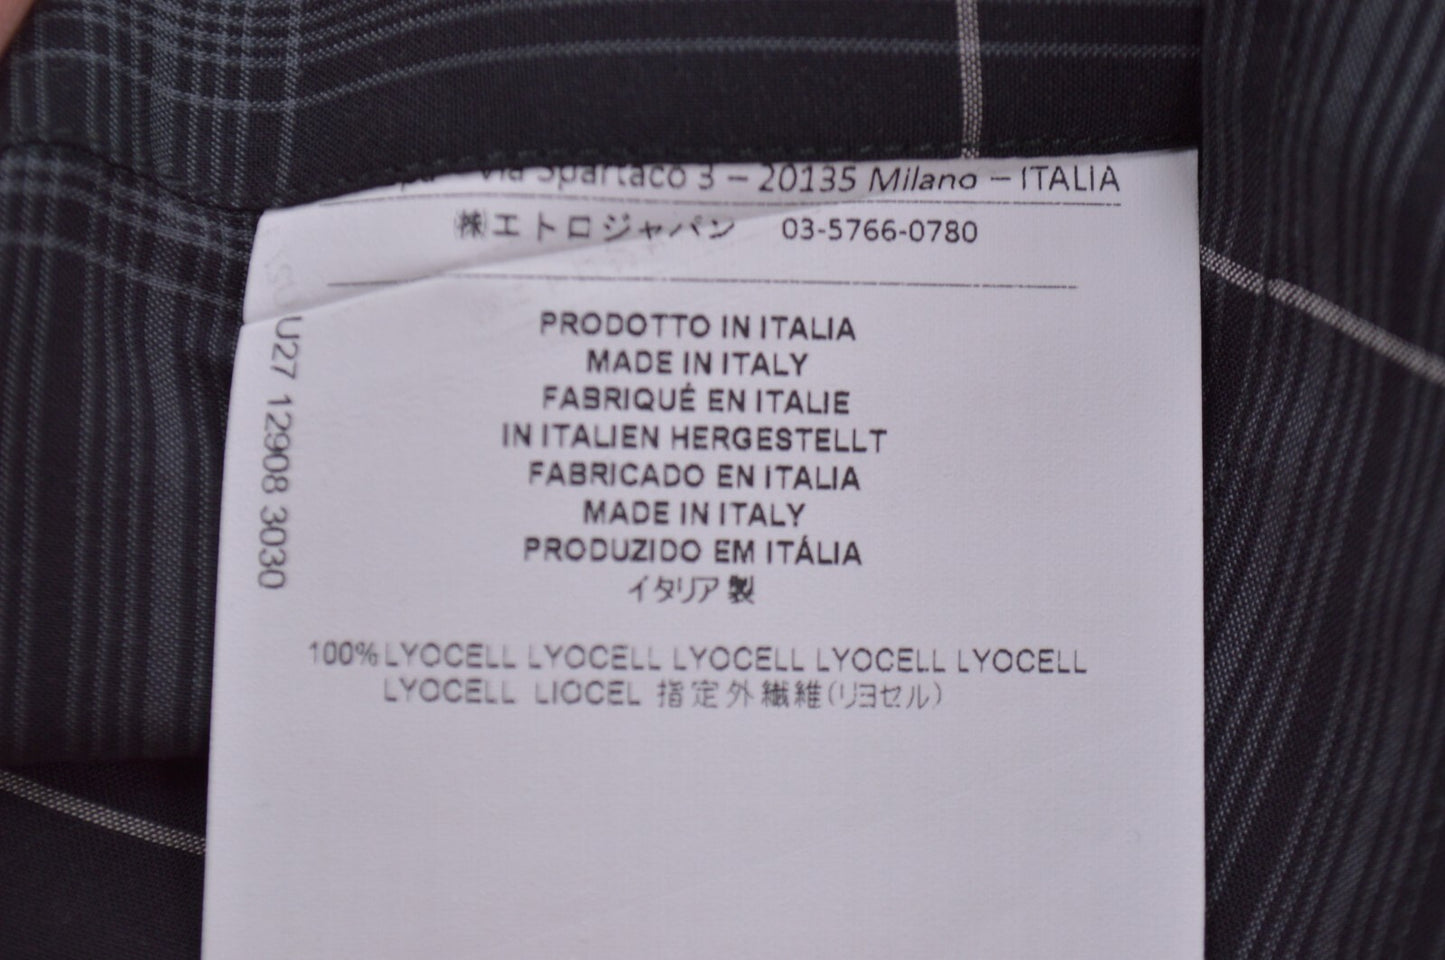 Via Spartaco 3 – 20135 Milano – ITALIA
㈱エトロジャパン 03-5766-0780
PRODOTTO IN ITALIA
MADE IN ITALY
FABRIQUÉ EN ITALIE
IN ITALIEN HERGESTELLT
FABRICADO EN ITALIA
MADE IN ITALY
PRODUZIDO EM ITÁLIA
イタリア製
100% LYOCELL LYOCELL LYOCELL LYOCELL LYOCELL
LYOCELL LIOCEL 指定外繊維(リヨセル)
U27 12908 3030